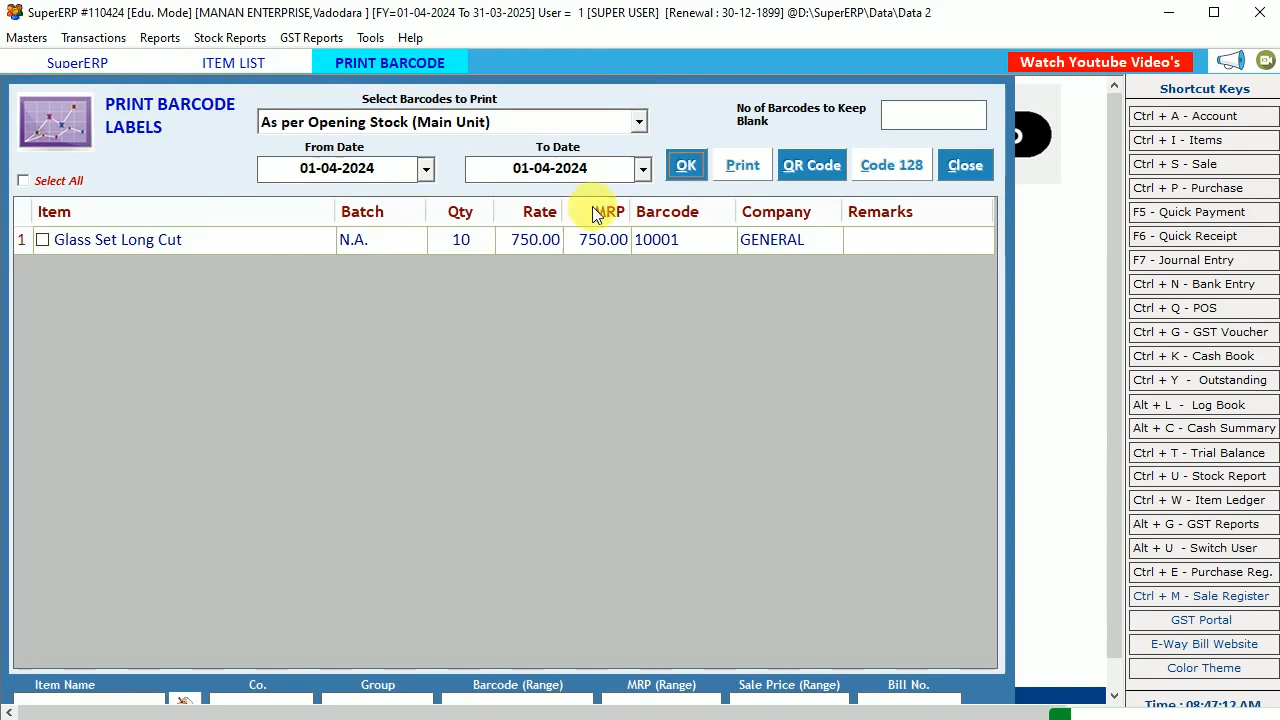 SuperERP #110424 [Edu. Mode] [MANAN ENTERPRISE,Vadodara ] [FY=01-04-2024 To 31-03-2025] User = 1 [SUPER USER] [Renewal : 30-12-1899] @D:\SuperERP\Data\Data 2
Masters Transactions Reports Stock Reports GST Reports Tools Help
SuperERP ITEM LIST PRINT BARCODE Watch Youtube Video's
PRINT BARCODE
LABELS
Select Barcodes to Print
As per Opening Stock (Main Unit)
No of Barcodes to Keep
Blank
From Date To Date
01-04-2024 01-04-2024 OK Print QR Code Code 128 Close
Select All
Item Batch Qty Rate MRP Barcode Company Remarks
1 Glass Set Long Cut N.A. 10 750.00 750.00 10001 GENERAL
Item Name Co. Group Barcode (Range) MRP (Range) Sale Price (Range) Bill No.
Shortcut Keys
Ctrl + A - Account
Ctrl + I - Items
Ctrl + S - Sale
Ctrl + P - Purchase
F5 - Quick Payment
F6 - Quick Receipt
F7 - Journal Entry
Ctrl + N - Bank Entry
Ctrl + Q - POS
Ctrl + G - GST Voucher
Ctrl + K - Cash Book
Ctrl + Y - Outstanding
Alt + L - Log Book
Alt + C - Cash Summary
Ctrl + T - Trial Balance
Ctrl + U - Stock Report
Ctrl + W - Item Ledger
Alt + G - GST Reports
Alt + U - Switch User
Ctrl + E - Purchase Reg.
Ctrl + M - Sale Register
GST Portal
E-Way Bill Website
Color Theme
Time : 08:47:12 AM